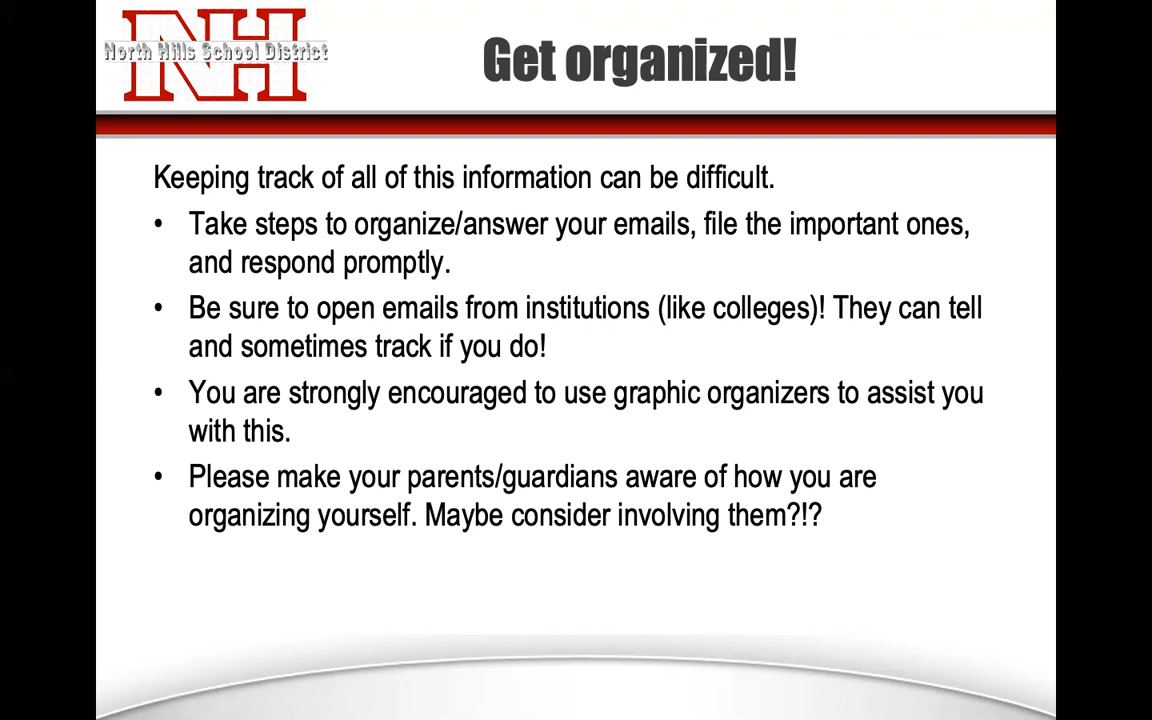 NH
North Hills School District
Get organized!
Keeping track of all of this information can be difficult.
• Take steps to organize/answer your emails, file the important ones,
and respond promptly.
• Be sure to open emails from institutions (like colleges)! They can tell
and sometimes track if you do!
• You are strongly encouraged to use graphic organizers to assist you
with this.
• Please make your parents/guardians aware of how you are
organizing yourself. Maybe consider involving them?!?